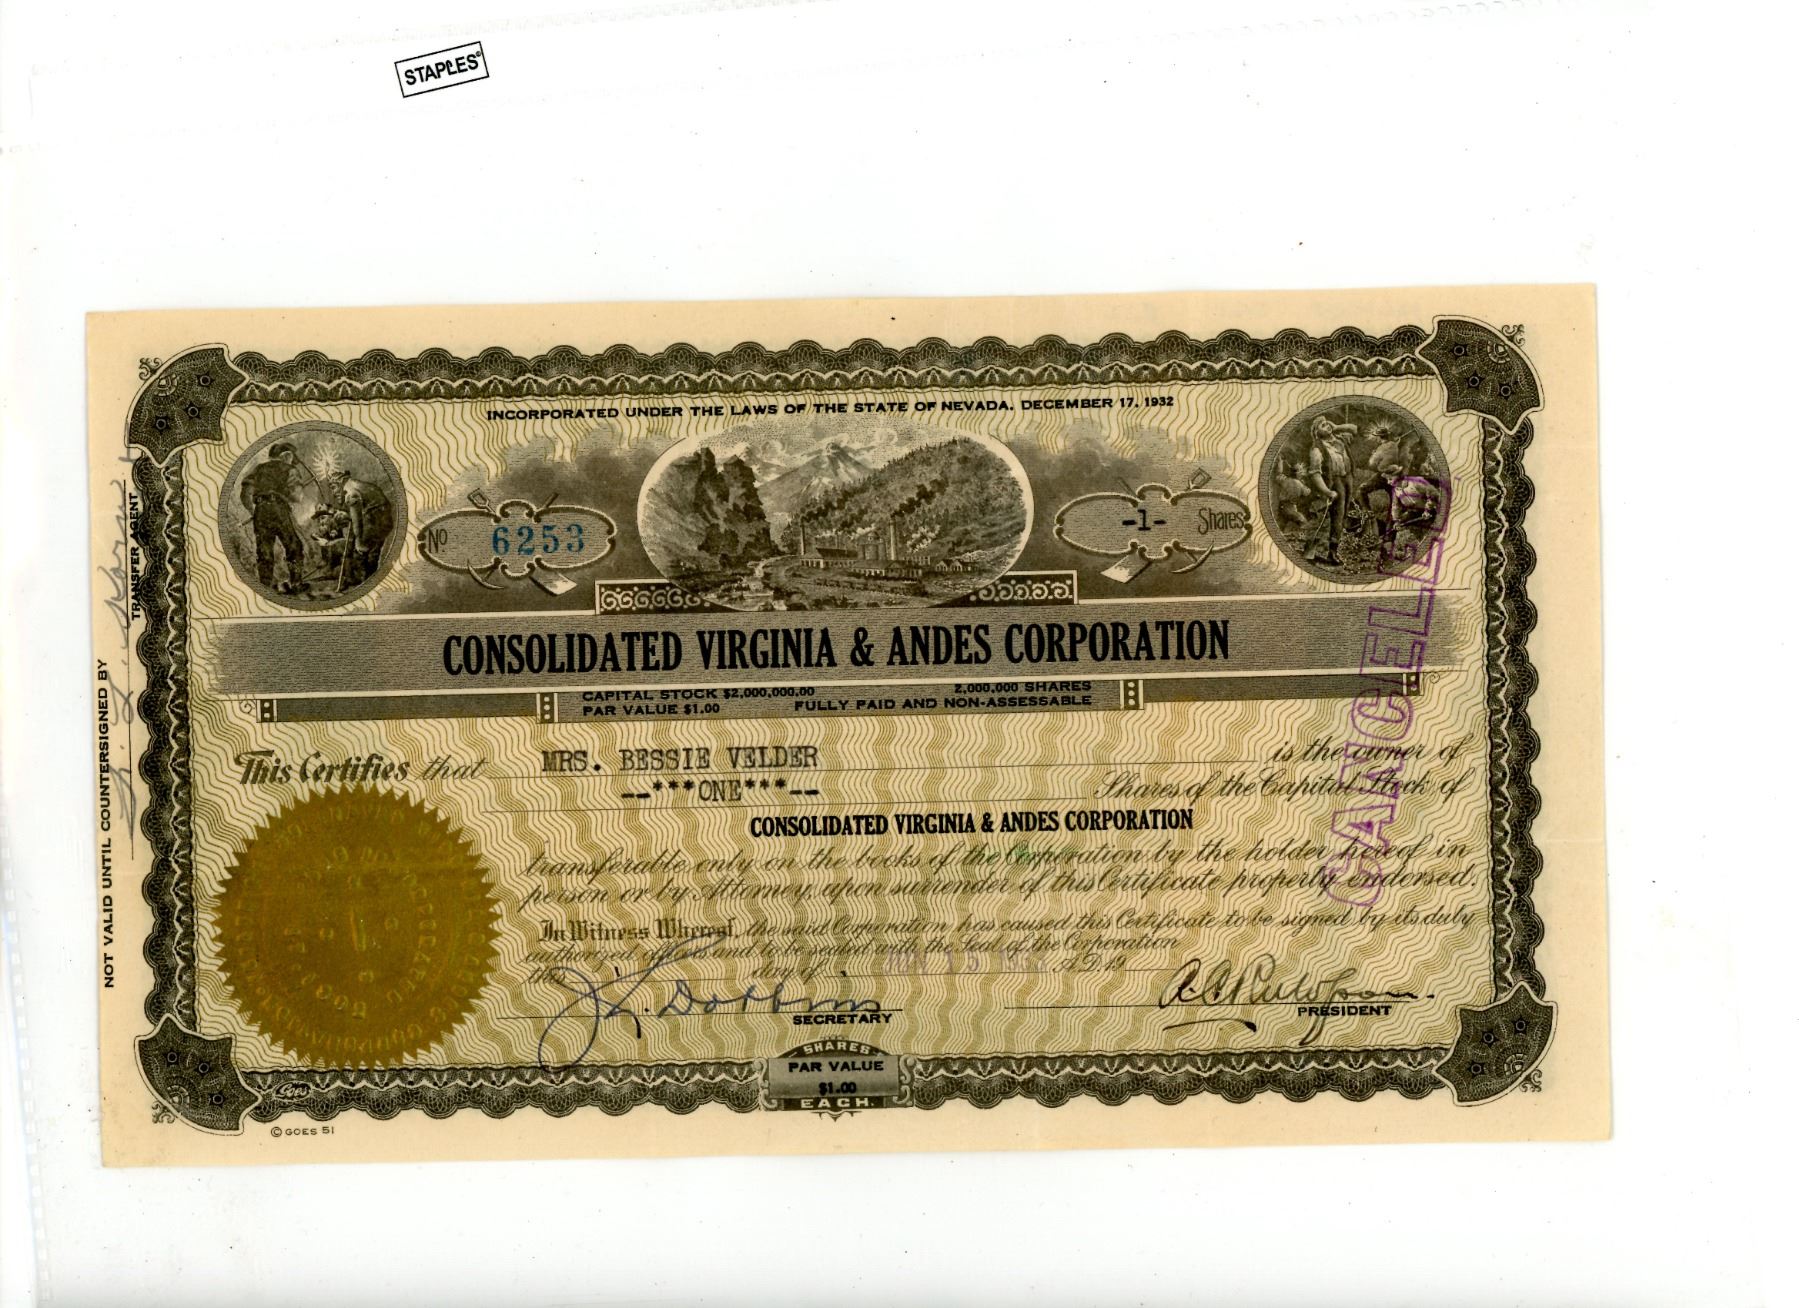 STAPLES®
INCORPORATED UNDER THE LAWS OF THE STATE OF NEVADA, DECEMBER 17, 1932
No 6253
-1- Shares
CONSOLIDATED VIRGINIA & ANDES CORPORATION
CAPITAL STOCK $2,000,000.00 2,000,000 SHARES
PAR VALUE $1.00 FULLY PAID AND NON-ASSESSABLE
This Certifies that MRS. BESSIE VELDER is the owner of
--***ONE***-- Shares of the Capital Stock of
CONSOLIDATED VIRGINIA & ANDES CORPORATION
transferable only on the books of the Corporation by the holder hereof in
person or by Attorney, upon surrender of this Certificate properly endorsed.
In Witness Whereof, the said Corporation has caused this Certificate to be signed by its duly
authorized officers and to be sealed with the Seal of the Corporation
this day of JUN 15 A.D. 19
SECRETARY
PRESIDENT
SHARES
PAR VALUE
$1.00
EACH.
Goes
© GOES 51
NOT VALID UNTIL COUNTERSIGNED BY
TRANSFER AGENT
CANCELLED